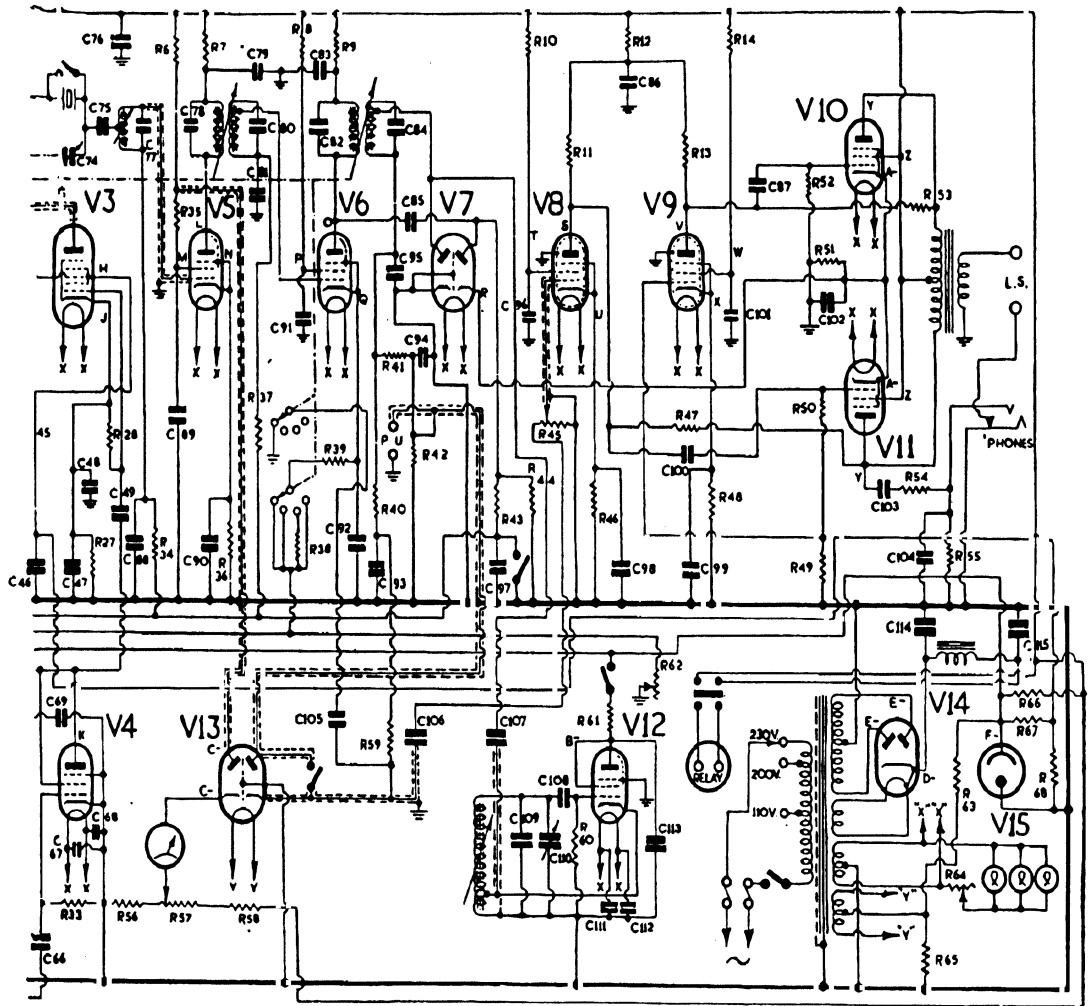 C76
R6
R7
C79
R8
C83
R9
R10
R12
R14
C86
V10
Y
C75
C78
C80
C82
C84
R11
R13
C77
C74
C87
R52
Z
A-
V3
V5
V6
C85
V7
V8
V9
X X
R53
R35
L
O
S
V
R51
H
M
N
P
C95
T
W
L.S.
J
Q
R
U
X
C102
C91
C101
X X
X X
X X
X X
X X
C94
R41
V11
A-
Z
R37
R50
45
R28
C89
P U
R45
R47
'PHONES
R39
R42
C100
Y
R54
C48
R44
C103
C49
R40
R43
R46
R48
R27
R34
R38
C92
C104
R55
C46
C47
C88
C90
R36
C93
C97
C98
C99
R49
C114
C115
R62
V14
C69
V4
V13
C105
C106
C107
R61
V12
E-
R66
K
C-
R59
B-
230V.
E-
F-
R67
RELAY
200V.
C-
C108
D-
R63
R68
C68
C109
110V.
"X"
V15
C67
C110
R60
C113
X X
Y Y
X X
R64
R33
R56
R57
R58
C111
C112
"Y"
"Y"
C66
R65